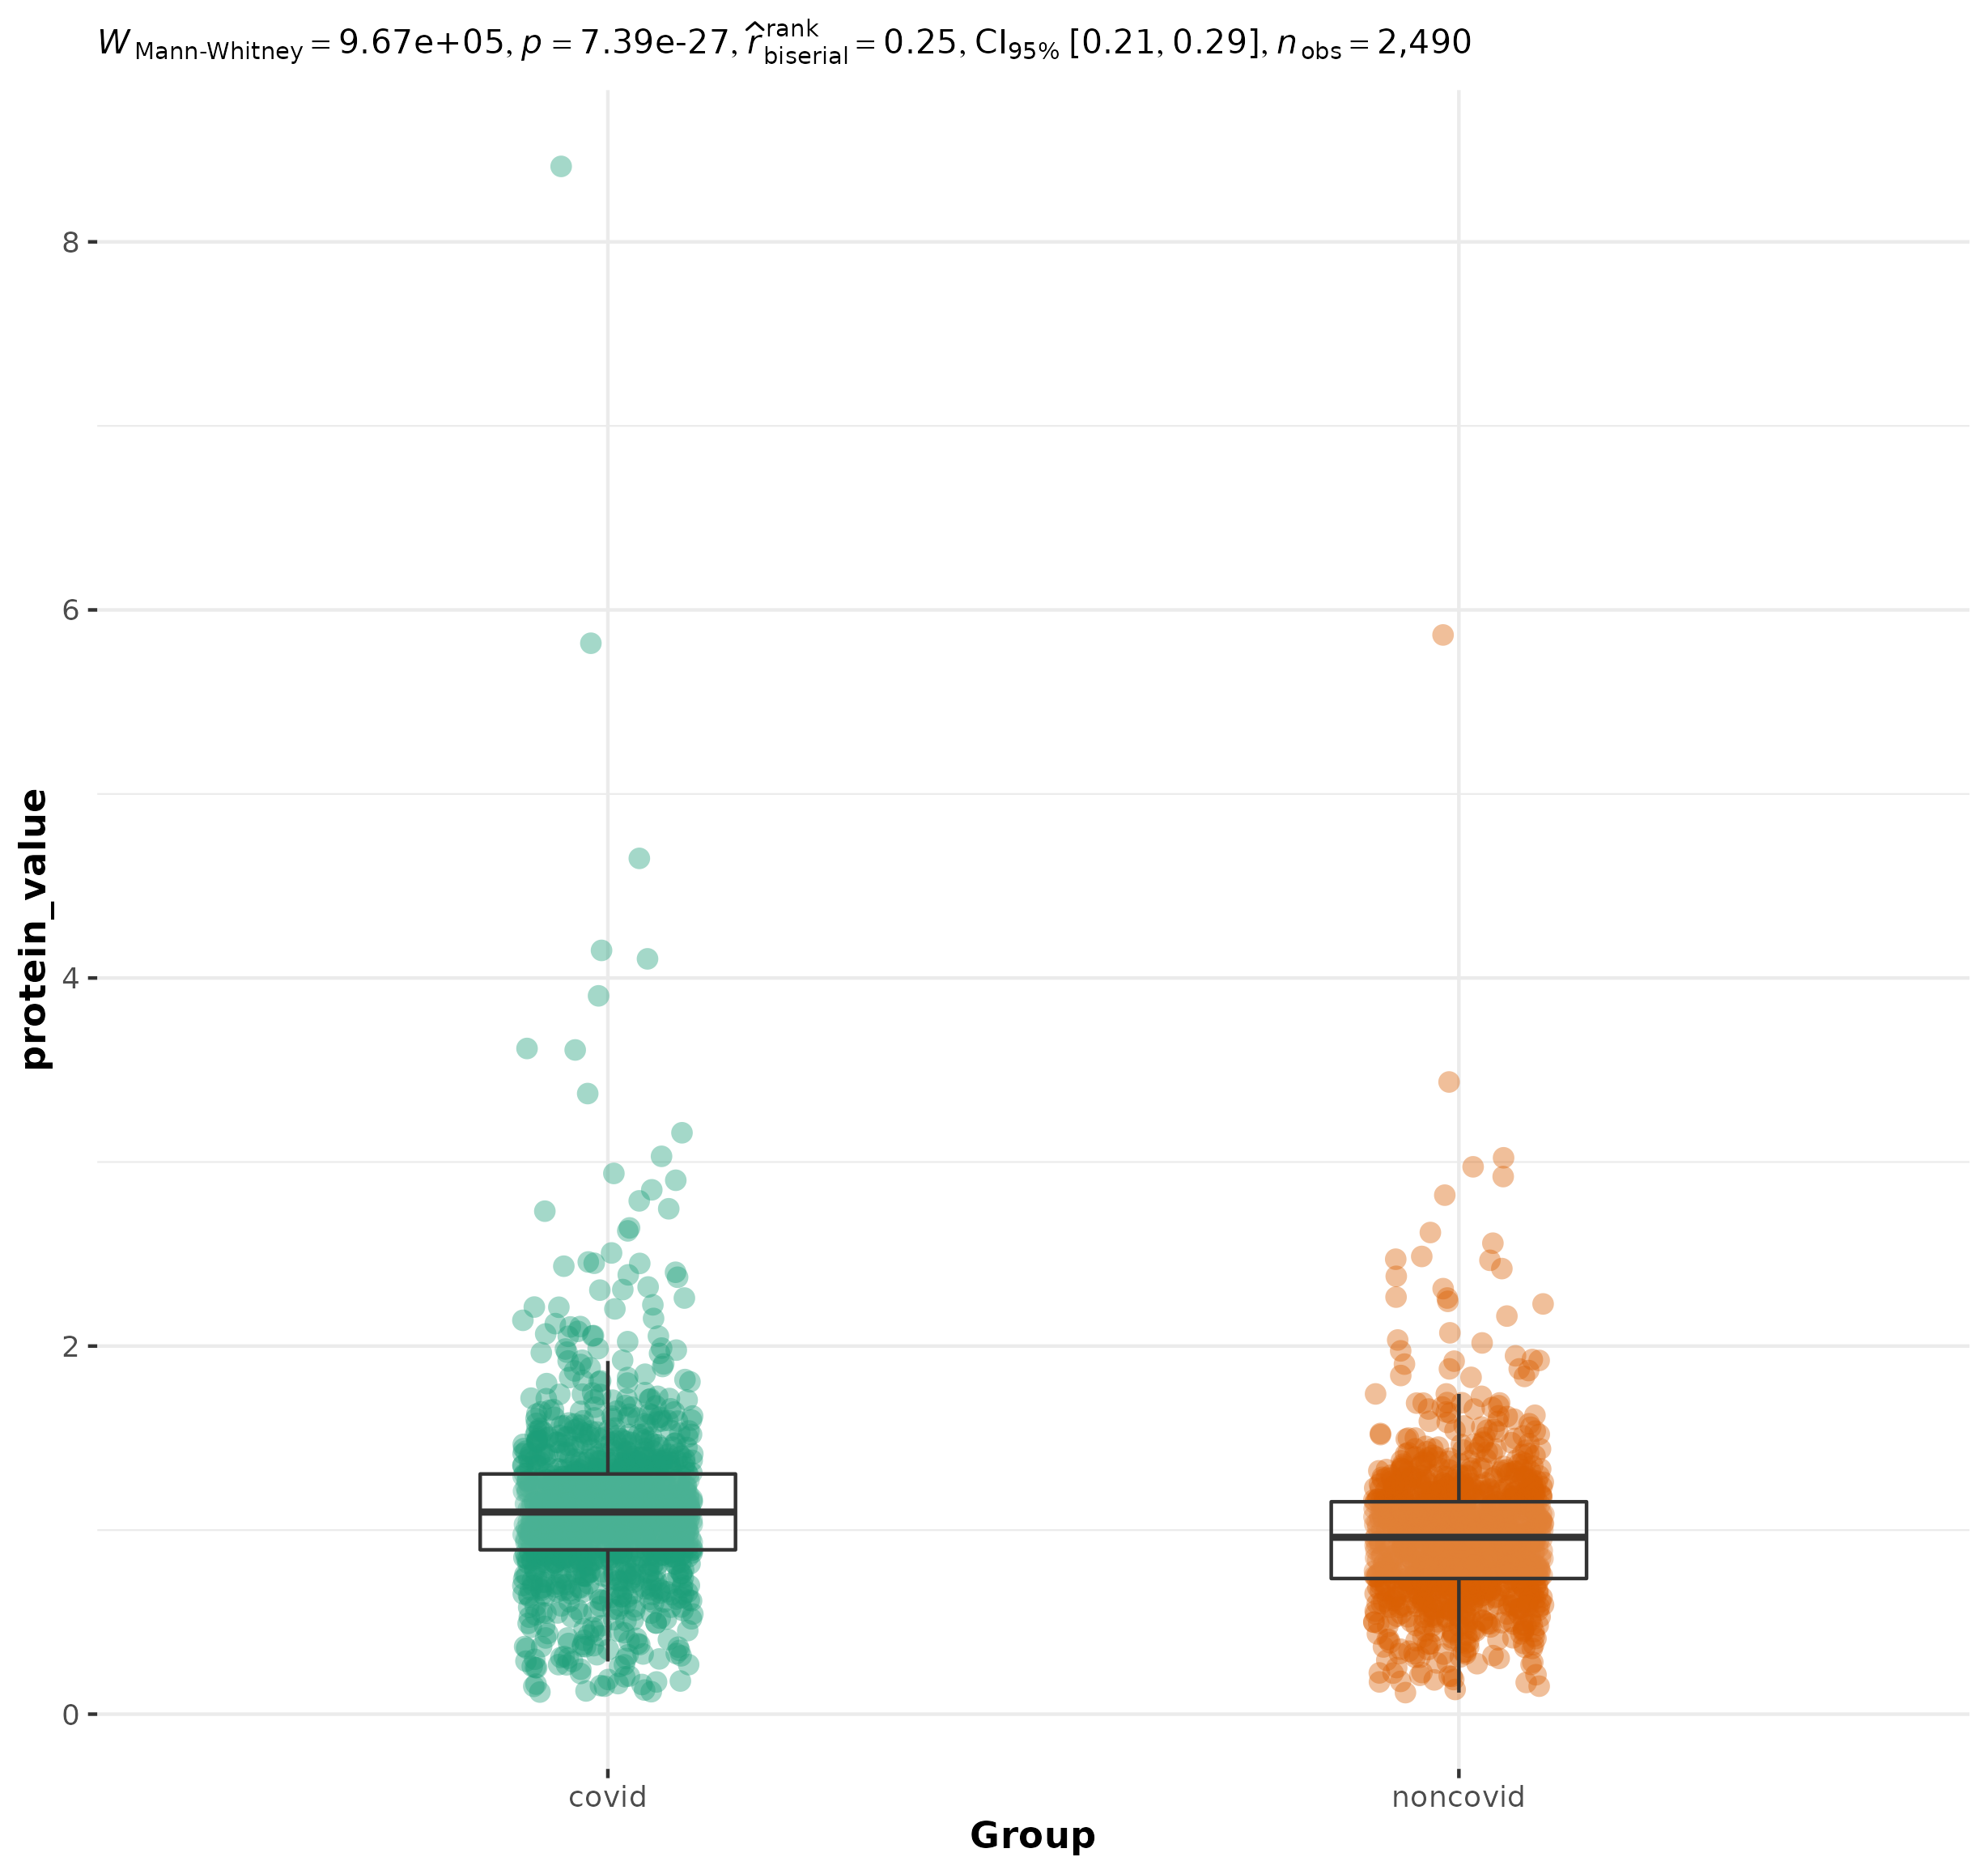 W Mann-Whitney = 9.67e+05, p = 7.39e-27, r̂ rank biserial = 0.25, CI95% [0.21, 0.29], nobs = 2,490
8
6
4
2
0
protein_value
covid noncovid
Group